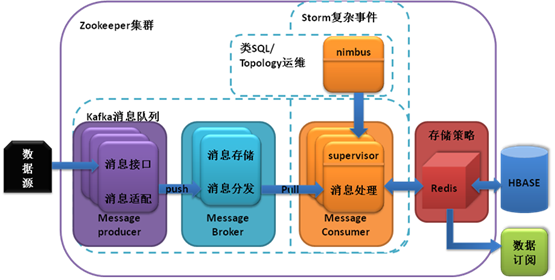 Zookeeper集群
Storm复杂事件
类SQL/
Topology运维
nimbus
Kafka消息队列
数
据
源
消息接口
消息适配
Message
producer
push
消息存储
消息分发
Message
Broker
Pull
supervisor
消息处理
Message
Consumer
存储策略
Redis
HBASE
数据
订阅